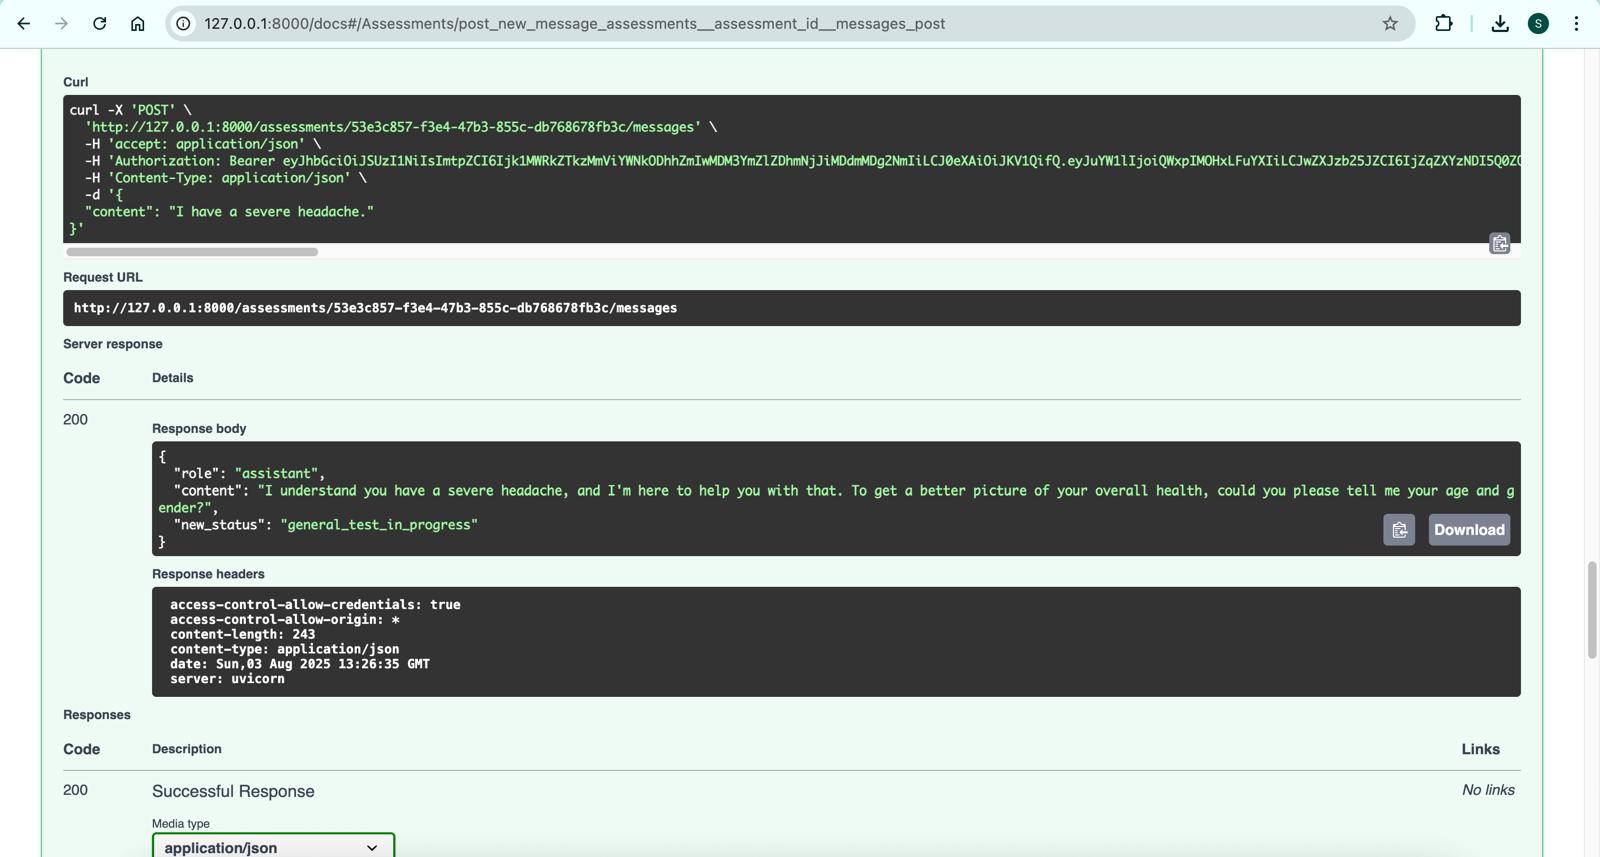 127.0.0.1:8000/docs#/Assessments/post_new_message_assessments__assessment_id__messages_post
S
Curl
curl -X 'POST' \
'http://127.0.0.1:8000/assessments/53e3c857-f3e4-47b3-855c-db768678fb3c/messages' \
-H 'accept: application/json' \
-H 'Authorization: Bearer
-H 'Content-Type: application/json' \
-d '{
"content": "I have a severe headache."
}'
Request URL
http://127.0.0.1:8000/assessments/53e3c857-f3e4-47b3-855c-db768678fb3c/messages
Server response
Code Details
200
Response body
{
"role": "assistant",
"content": "I understand you have a severe headache, and I'm here to help you with that. To get a better picture of your overall health, could you please tell me your age and g
ender?",
"new_status": "general_test_in_progress"
}
Download
Response headers
access-control-allow-credentials: true
access-control-allow-origin: *
content-length: 243
content-type: application/json
date: Sun,03 Aug 2025 13:26:35 GMT
server: uvicorn
Responses
Code Description Links
200 Successful Response No links
Media type
application/json